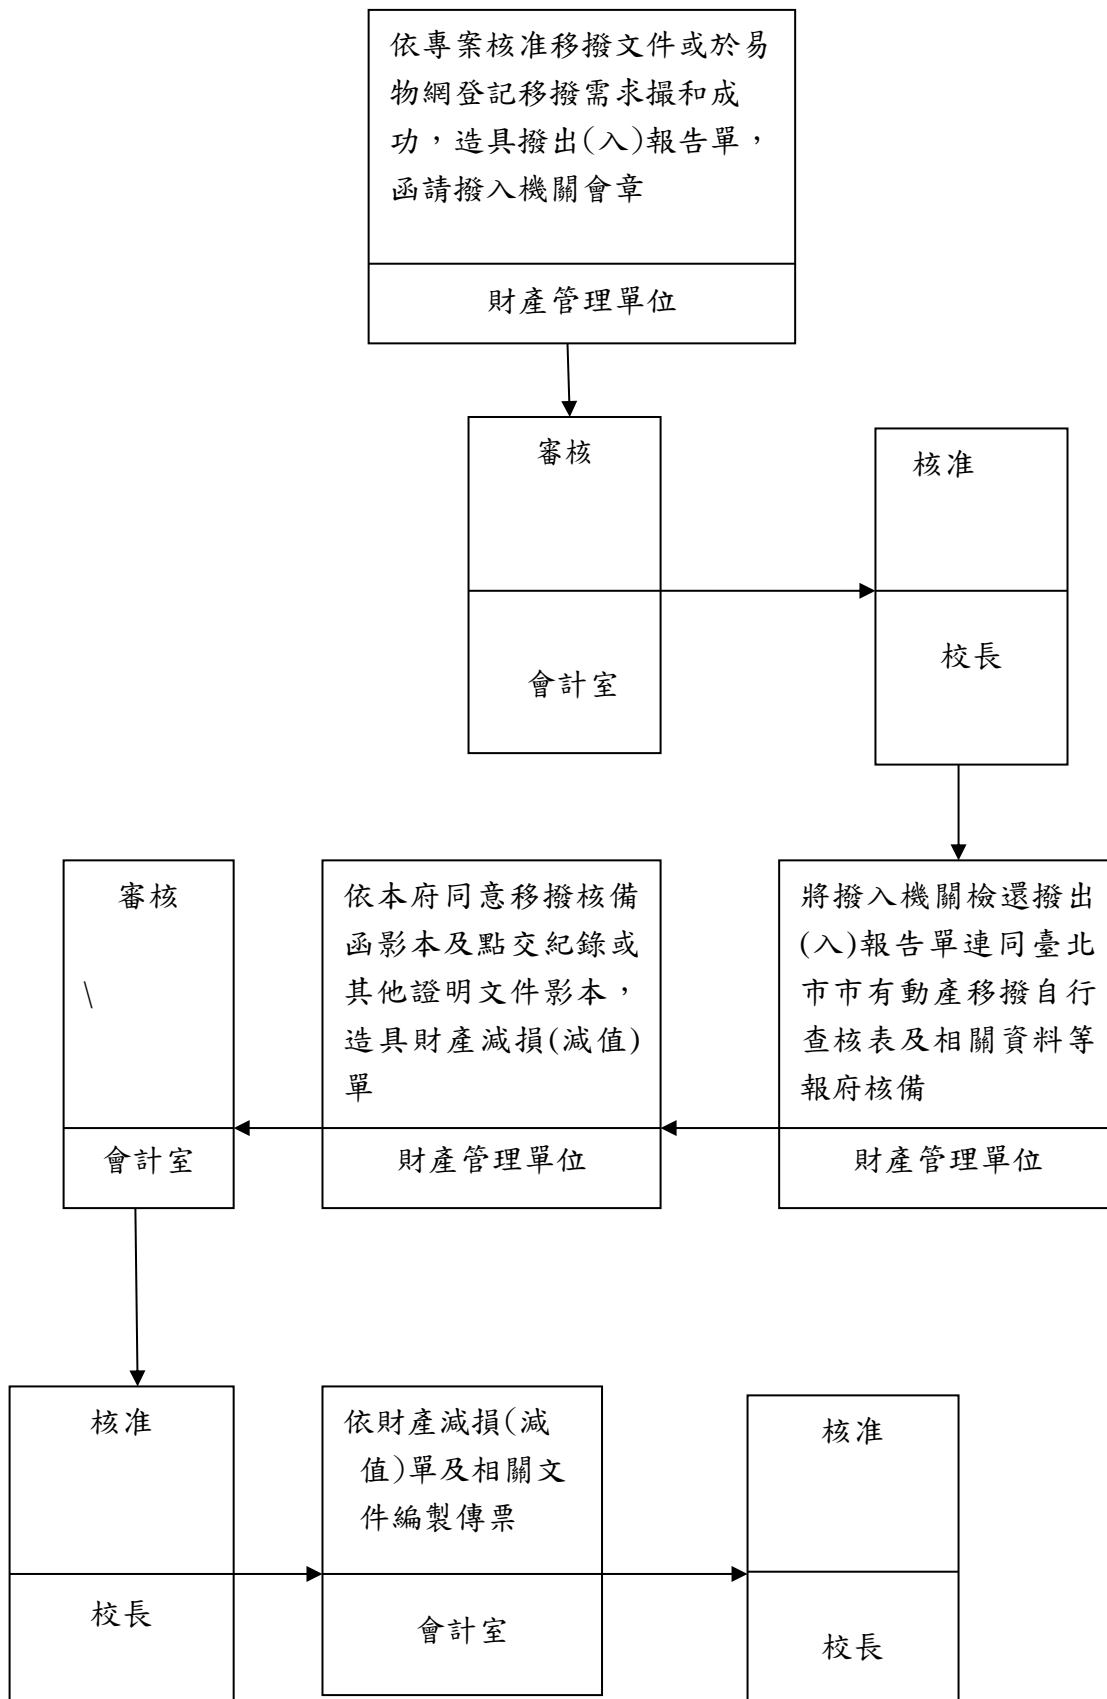 依專案核准移撥文件或於易
物網登記移撥需求撮和成
功，造具撥出(入)報告單，
函請撥入機關會章
財產管理單位
審核
會計室
核准
校長
將撥入機關檢還撥出
(入)報告單連同臺北
市市有動產移撥自行
查核表及相關資料等
報府核備
財產管理單位
依本府同意移撥核備
函影本及點交紀錄或
其他證明文件影本，
造具財產減損(減值)
單
財產管理單位
審核
\
會計室
核准
校長
依財產減損(減
值)單及相關文
件編製傳票
會計室
核准
校長